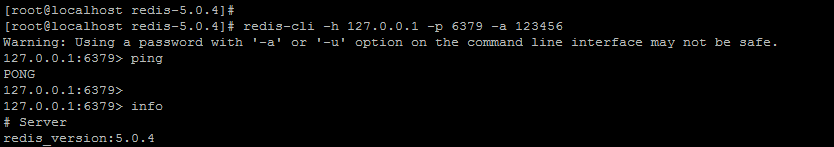 [root@localhost redis-5.0.4]#
[root@localhost redis-5.0.4]# redis-cli -h 127.0.0.1 -p 6379 -a 123456
Warning: Using a password with '-a' or '-u' option on the command line interface may not be safe.
127.0.0.1:6379> ping
PONG
127.0.0.1:6379>
127.0.0.1:6379> info
# Server
redis_version:5.0.4